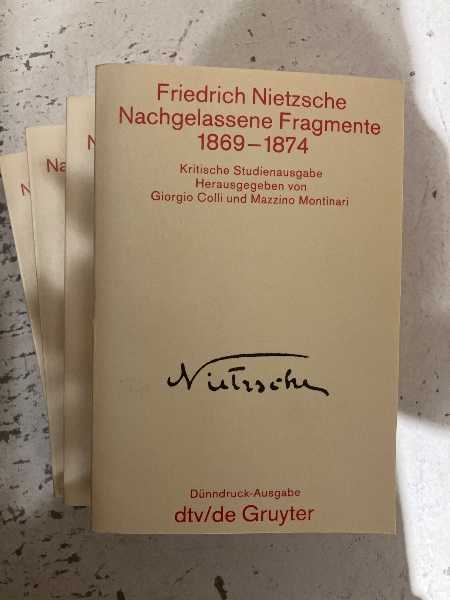 Friedrich Nietzsche
Nachgelassene Fragmente
1869–1874
Kritische Studienausgabe
Herausgegeben von
Giorgio Colli und Mazzino Montinari
Nietzsche
Dünndruck-Ausgabe
dtv/de Gruyter
N
Na
N